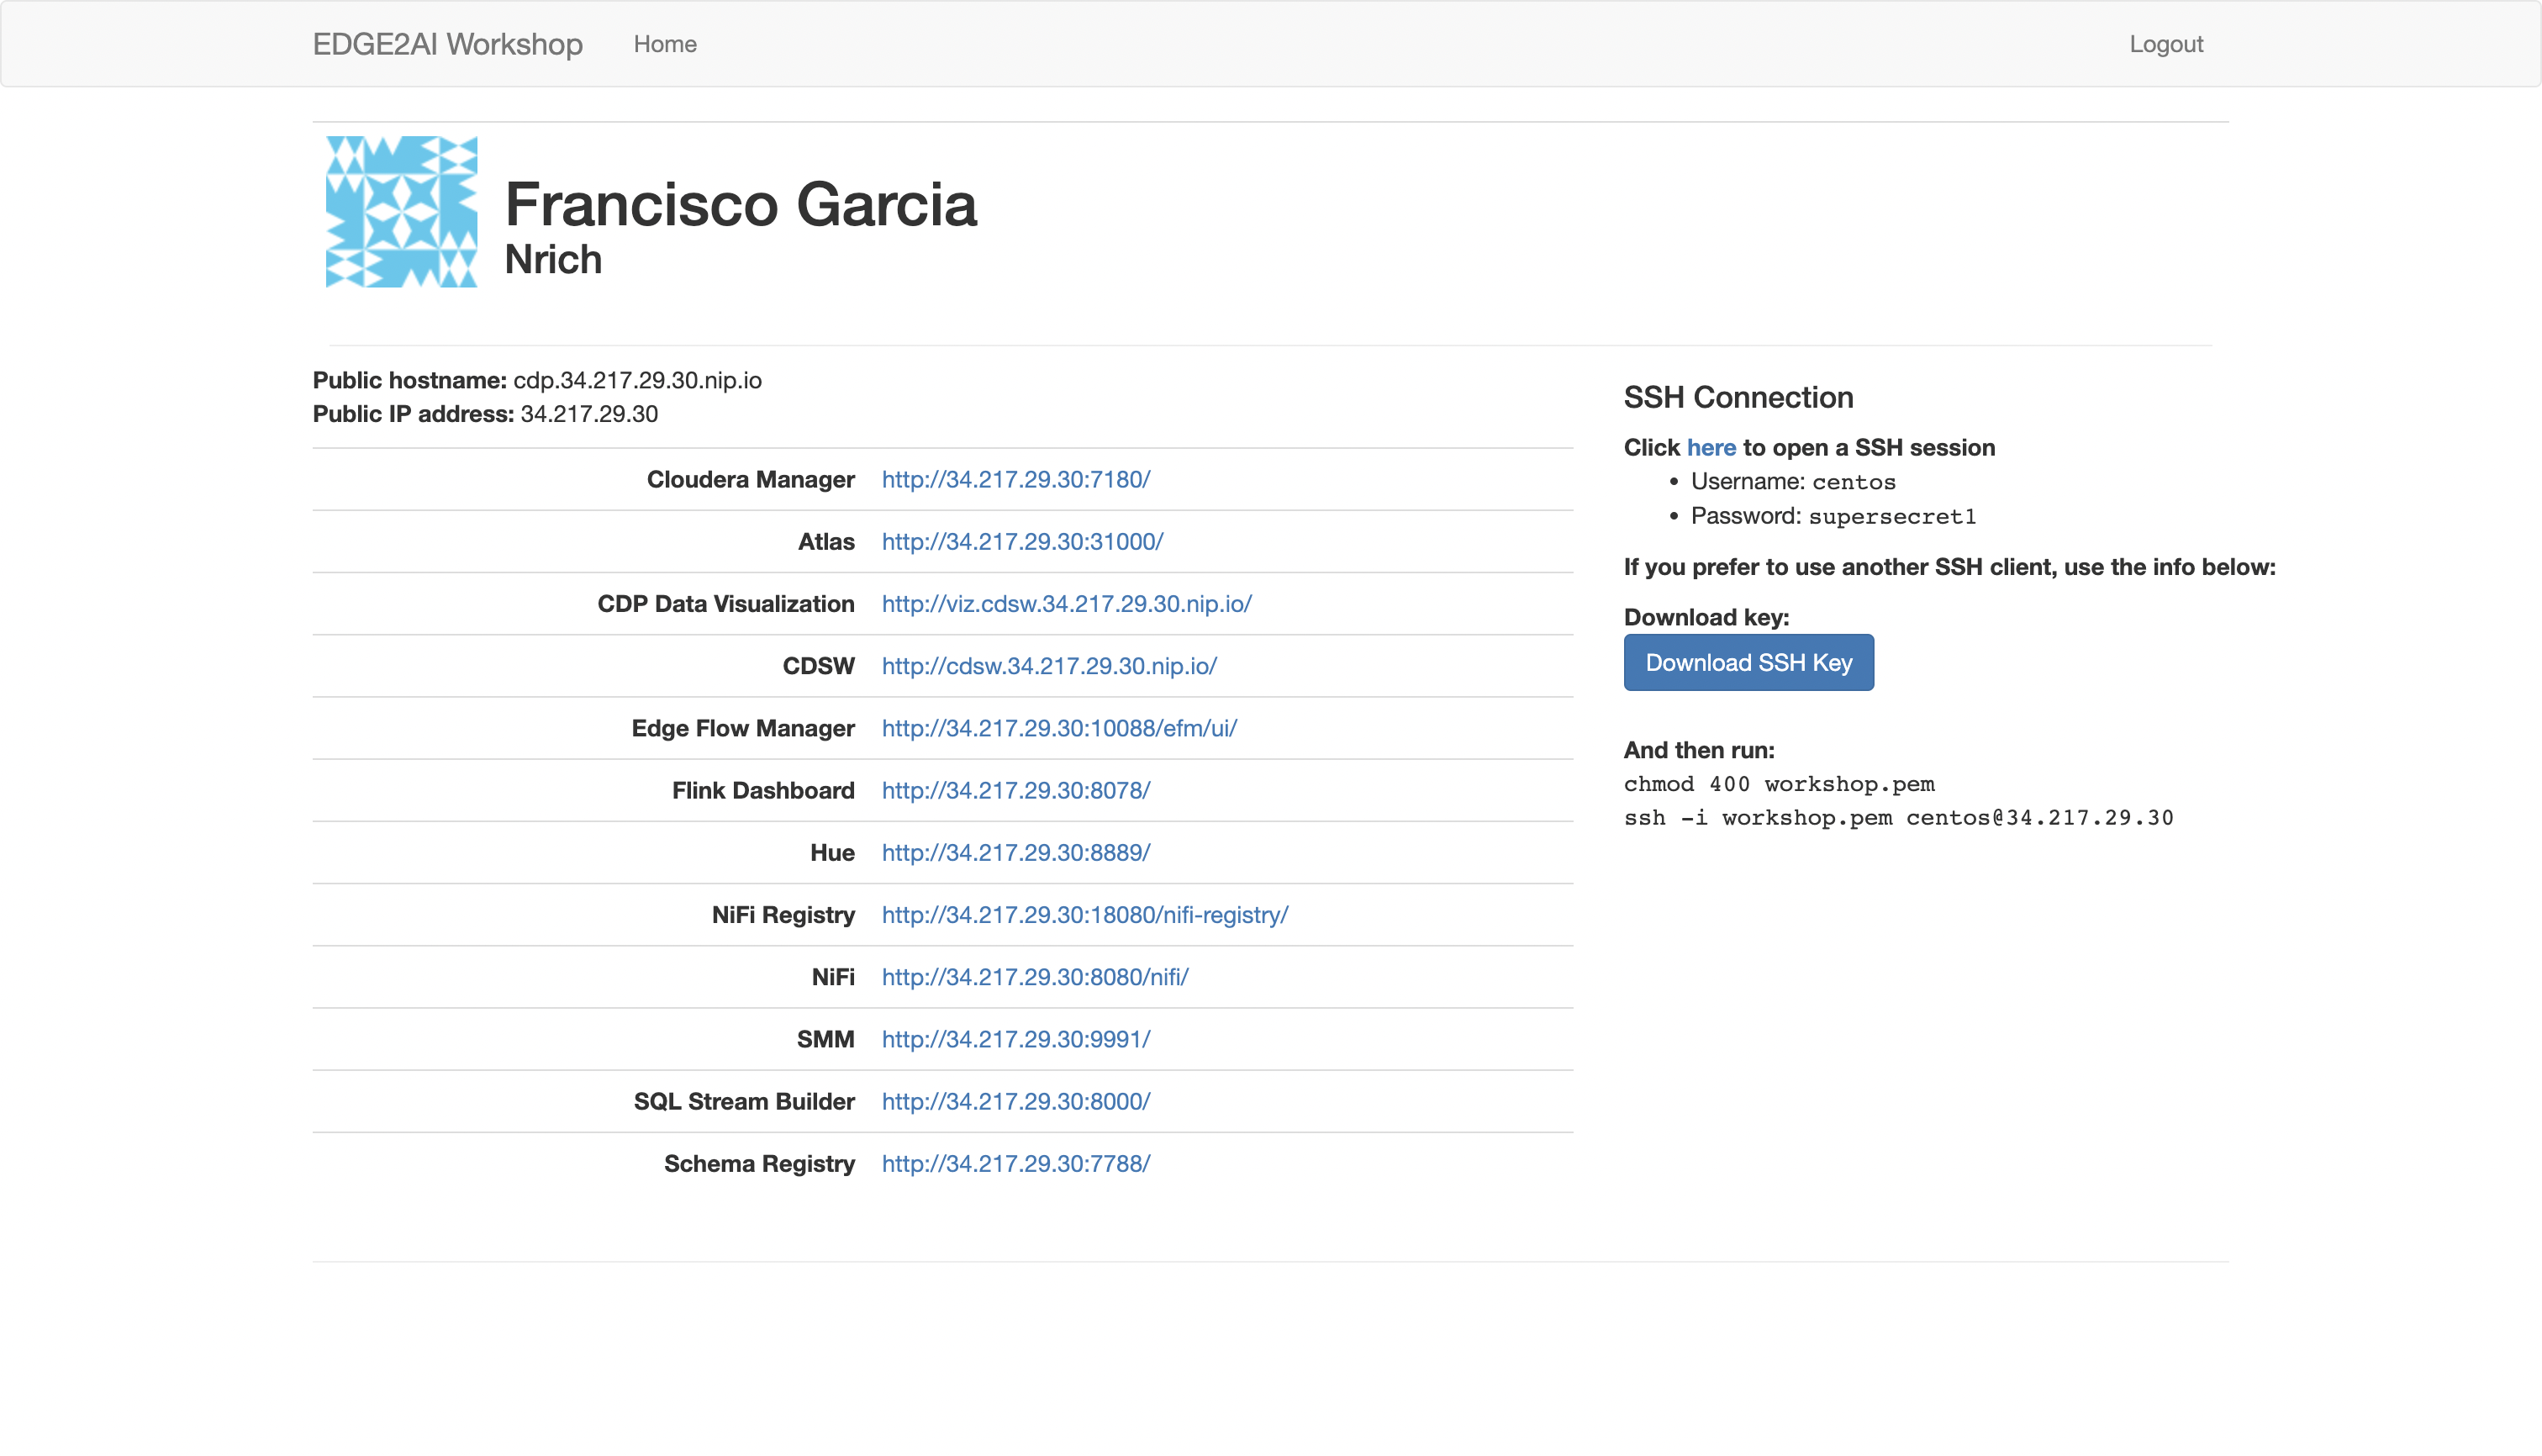 EDGE2AI Workshop Home Logout
Francisco Garcia
Nrich
Public hostname: cdp.34.217.29.30.nip.io
Public IP address: 34.217.29.30
Cloudera Manager http://34.217.29.30:7180/
Atlas http://34.217.29.30:31000/
CDP Data Visualization http://viz.cdsw.34.217.29.30.nip.io/
CDSW http://cdsw.34.217.29.30.nip.io/
Edge Flow Manager http://34.217.29.30:10088/efm/ui/
Flink Dashboard http://34.217.29.30:8078/
Hue http://34.217.29.30:8889/
NiFi Registry http://34.217.29.30:18080/nifi-registry/
NiFi http://34.217.29.30:8080/nifi/
SMM http://34.217.29.30:9991/
SQL Stream Builder http://34.217.29.30:8000/
Schema Registry http://34.217.29.30:7788/
SSH Connection
Click here to open a SSH session
• Username: centos
• Password: supersecret1
If you prefer to use another SSH client, use the info below:
Download key:
Download SSH Key
And then run:
chmod 400 workshop.pem
ssh -i workshop.pem centos@34.217.29.30